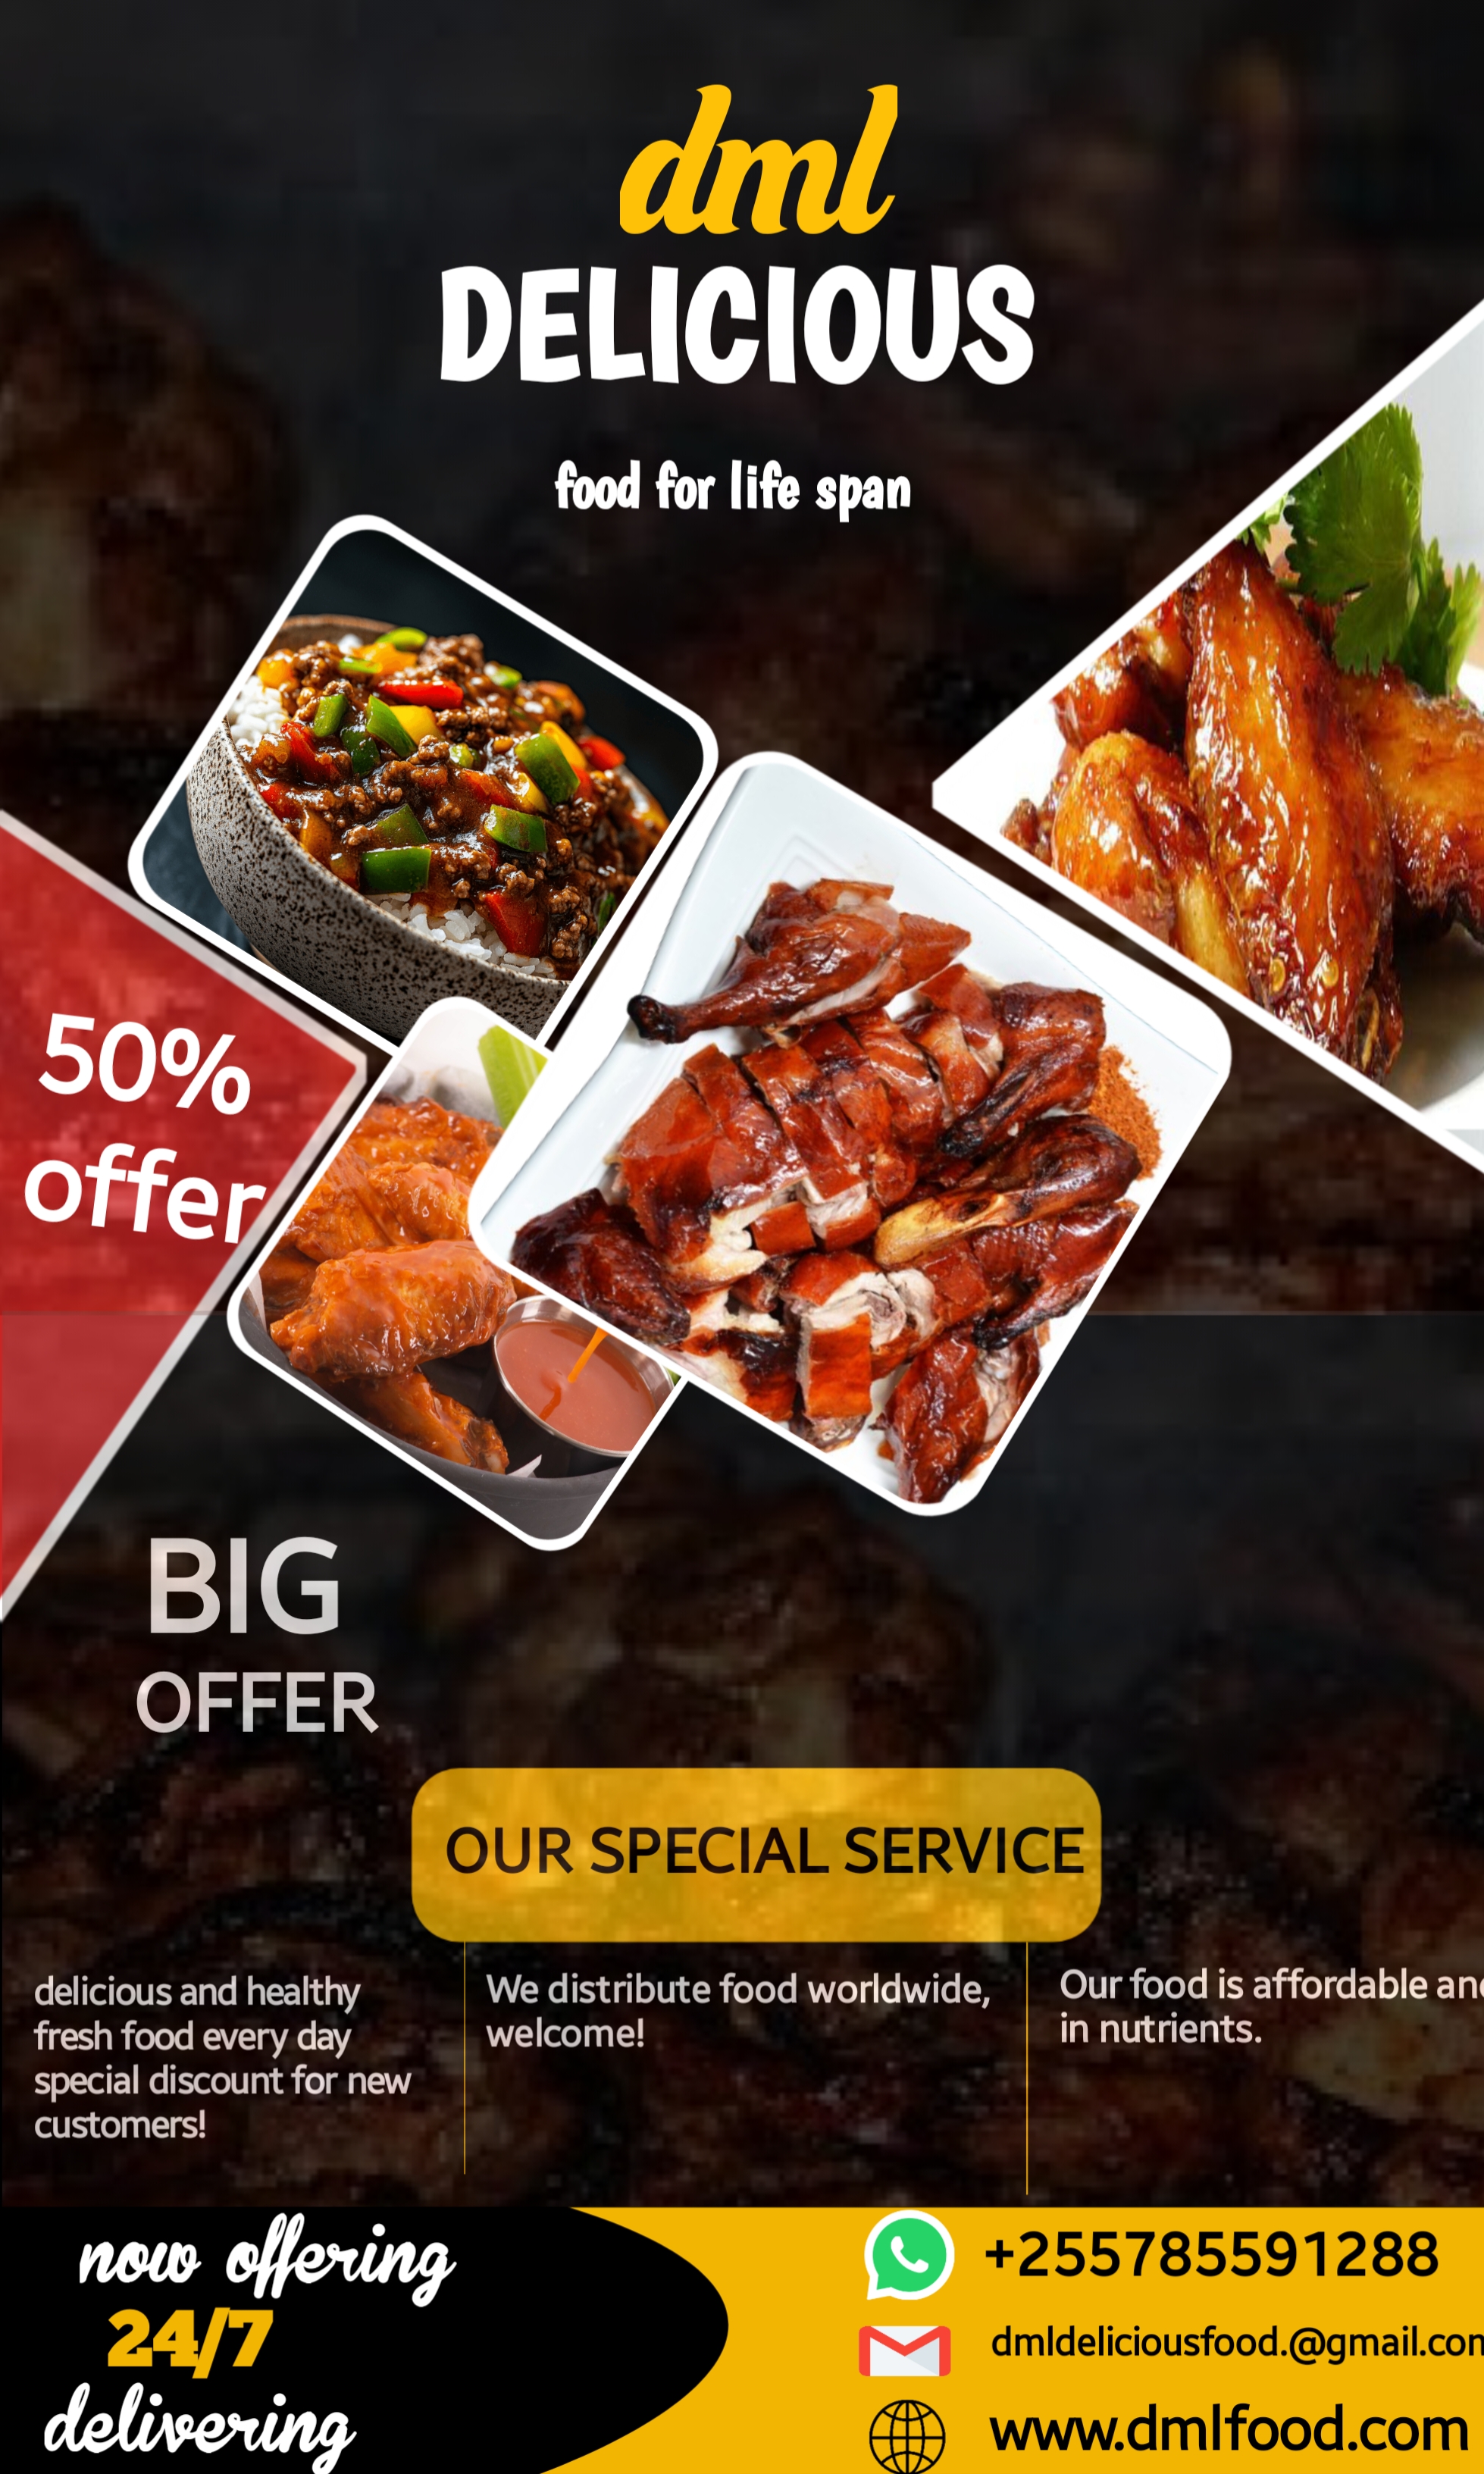 dml
DELICIOUS
food for life span
50%
offer
BIG
OFFER
OUR SPECIAL SERVICE
delicious and healthy
fresh food every day
special discount for new
customers!
We distribute food worldwide,
welcome!
Our food is affordable
in nutrients.
now offering
24/7
delivering
+255785591288
dmldeliciousfood.@gmail.com
www.dmlfood.com